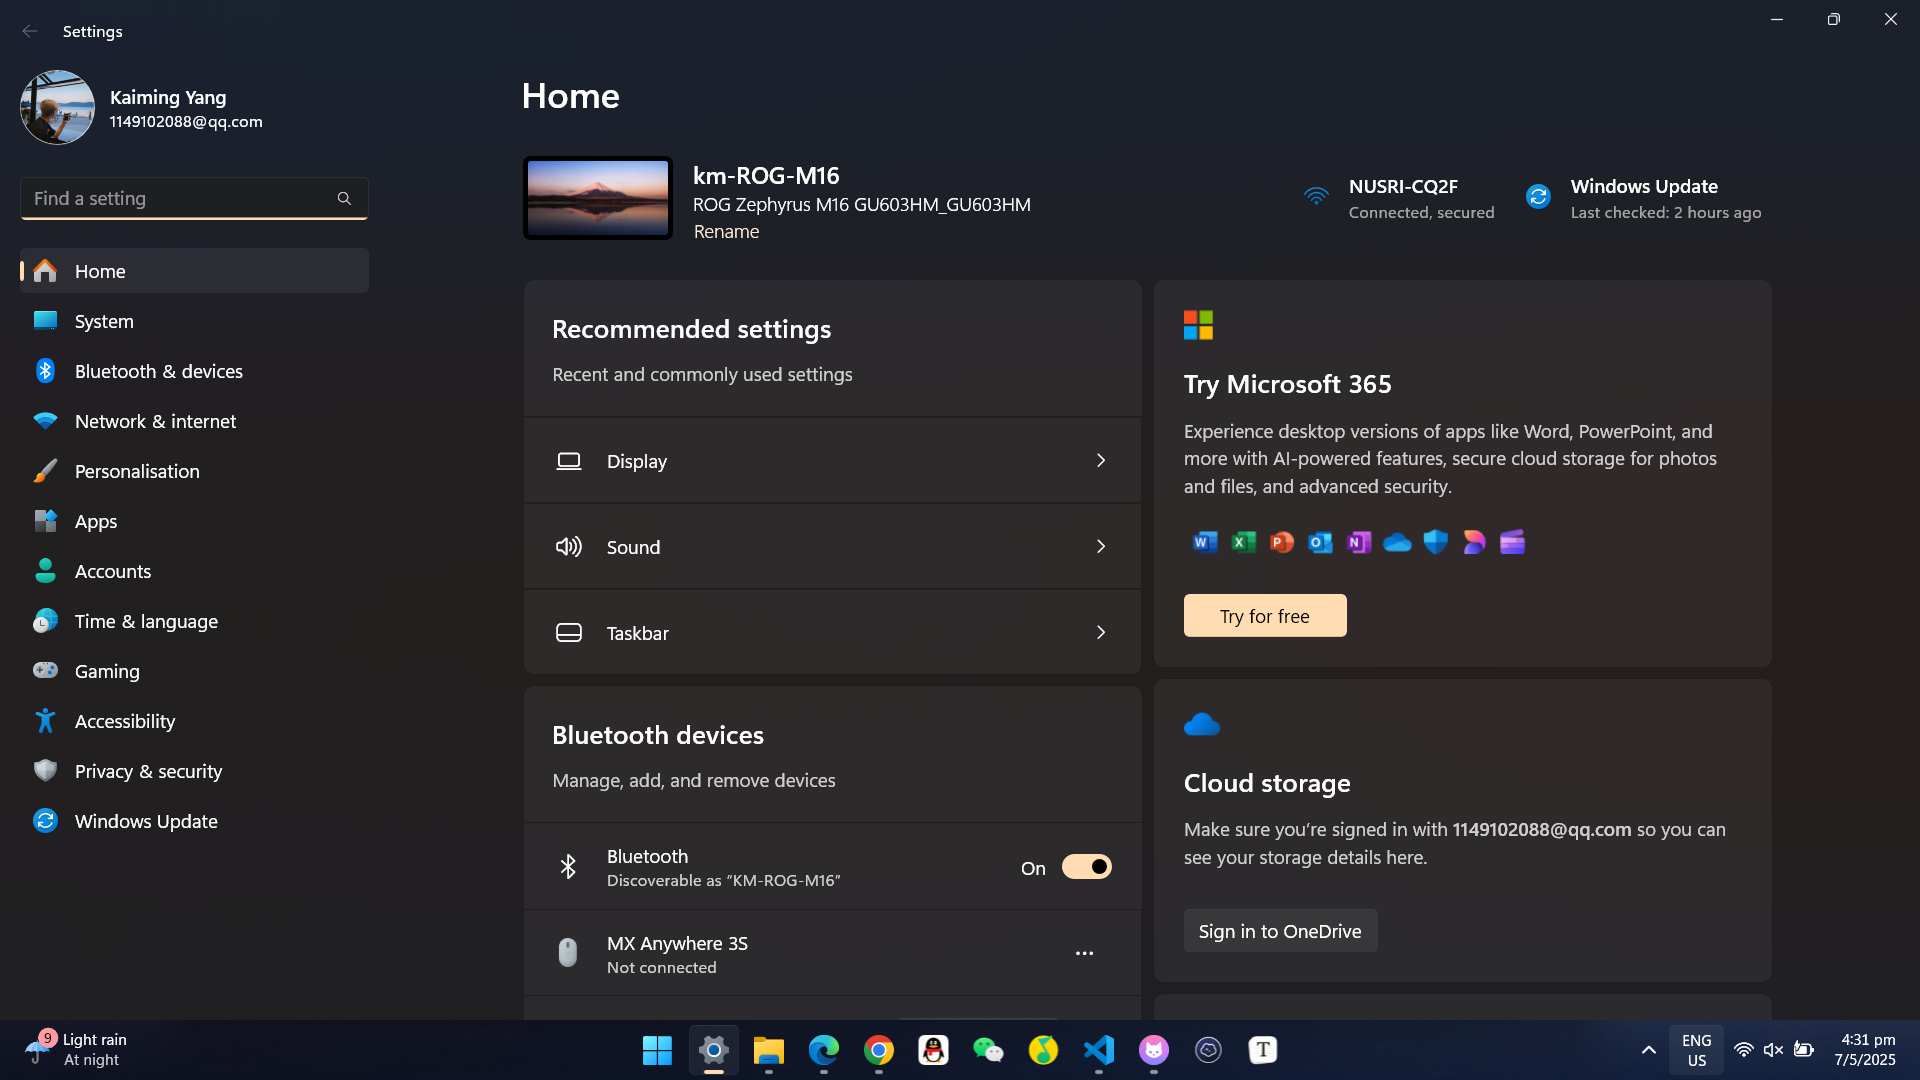 Settings
Kaiming Yang
1149102088@qq.com
Find a setting
Home
System
Bluetooth & devices
Network & internet
Personalisation
Apps
Accounts
Time & language
Gaming
Accessibility
Privacy & security
Windows Update
Home
km-ROG-M16
ROG Zephyrus M16 GU603HM_GU603HM
Rename
NUSRI-CQ2F
Connected, secured
Windows Update
Last checked: 2 hours ago
Recommended settings
Recent and commonly used settings
Display
Sound
Taskbar
Bluetooth devices
Manage, add, and remove devices
Bluetooth
Discoverable as “KM-ROG-M16”
On
MX Anywhere 3S
Not connected
Try Microsoft 365
Experience desktop versions of apps like Word, PowerPoint, and
more with AI-powered features, secure cloud storage for photos
and files, and advanced security.
Try for free
Cloud storage
Make sure you’re signed in with 1149102088@qq.com so you can
see your storage details here.
Sign in to OneDrive
9
Light rain
At night
T
ENG
US
4:31 pm
7/5/2025